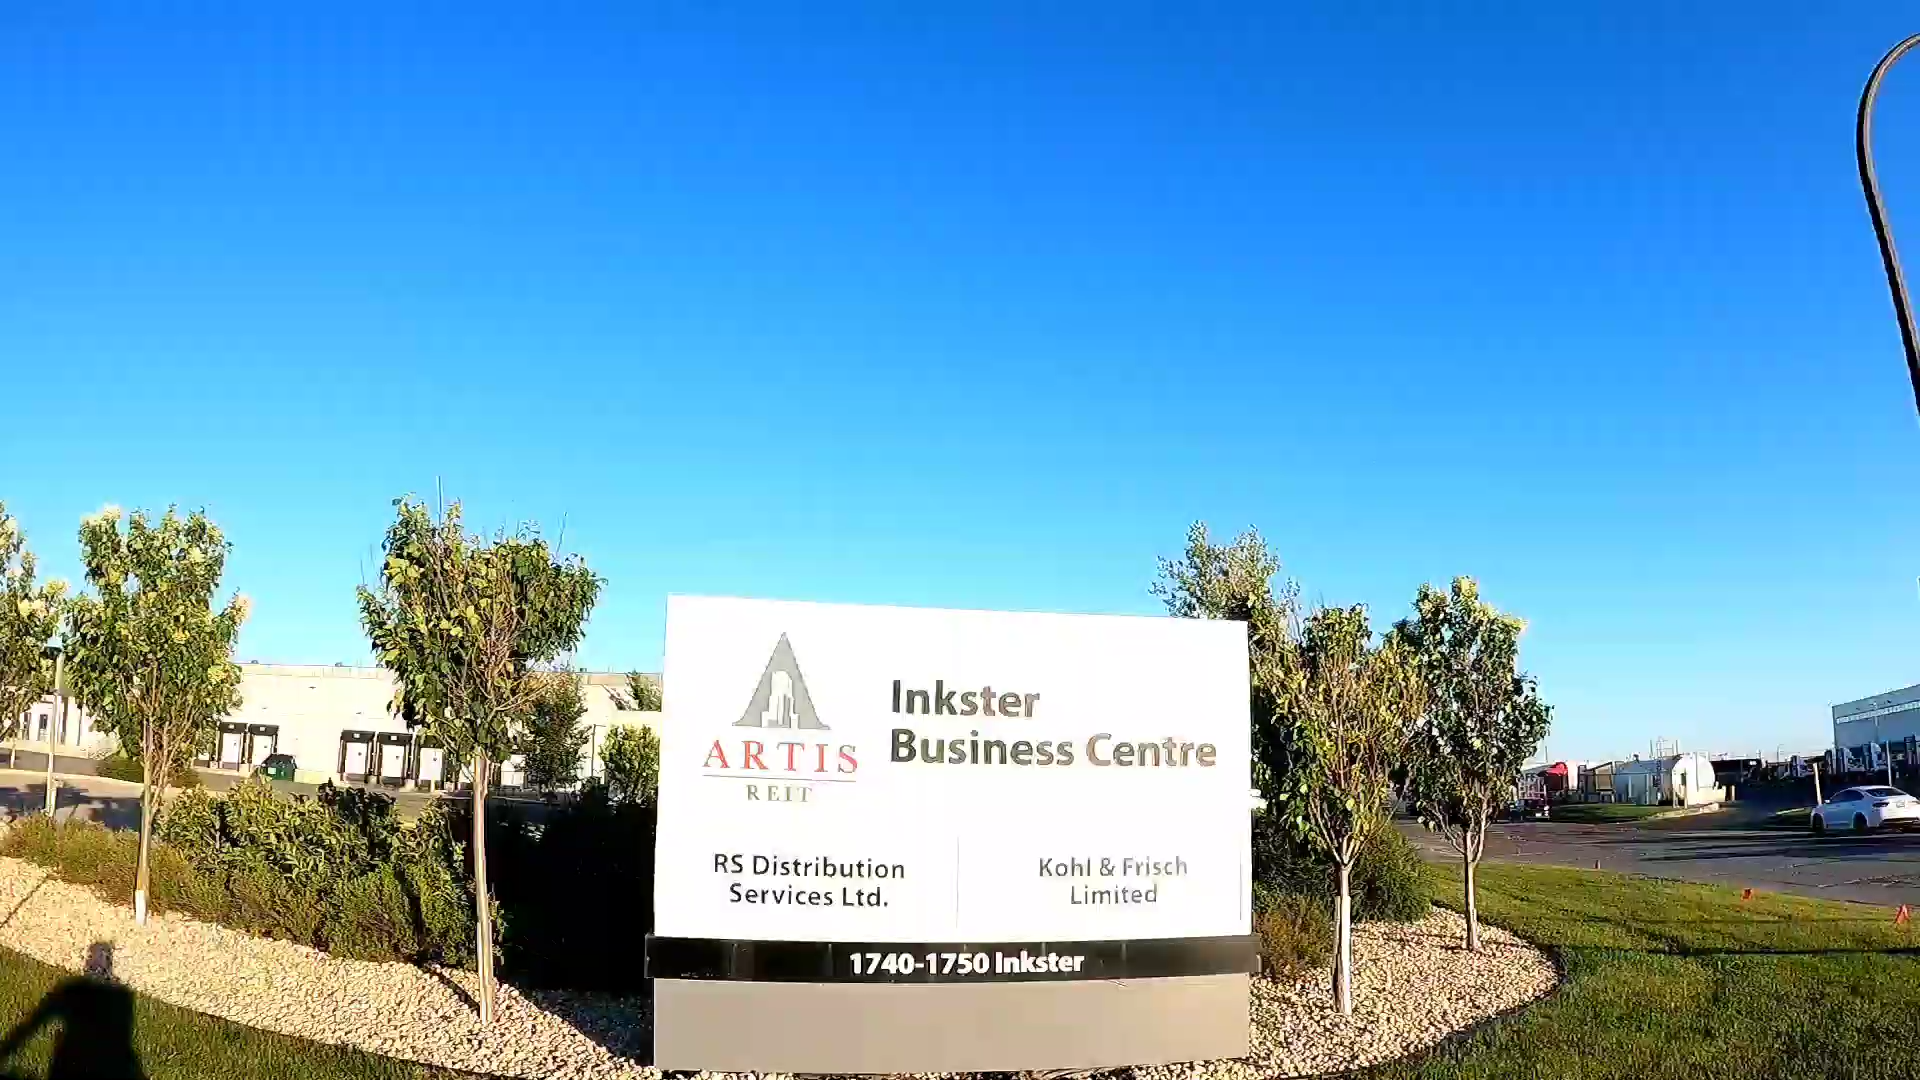 ARTIS
REIT
Inkster
Business Centre
RS Distribution
Services Ltd.
Kohl & Frisch
Limited
1740-1750 Inkster